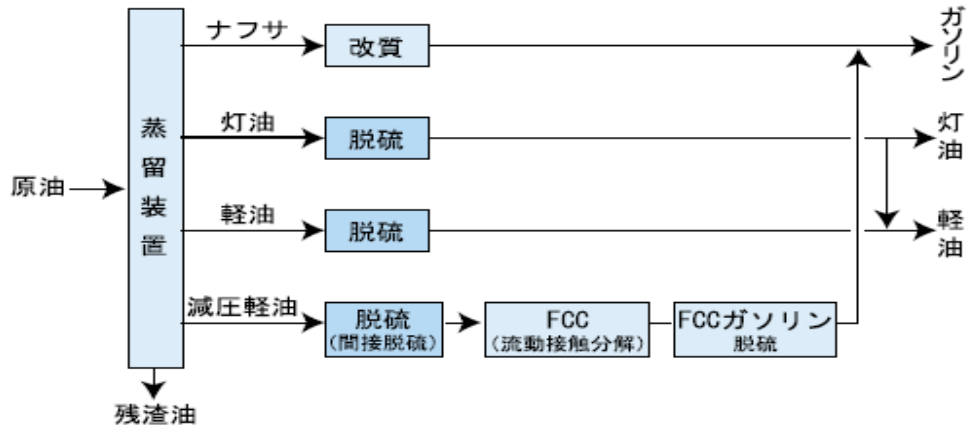 ナフサ
改質
ガソリン
灯油
脱硫
灯油
原油
蒸留装置
軽油
脱硫
軽油
減圧軽油
脱硫
(間接脱硫)
FCC
(流動接触分解)
FCCガソリン
脱硫
残渣油